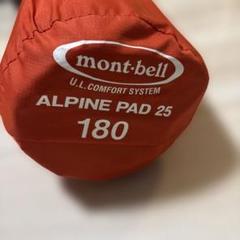 mont-bell
U.L.COMFORT SYSTEM
ALPINE PAD 25
180